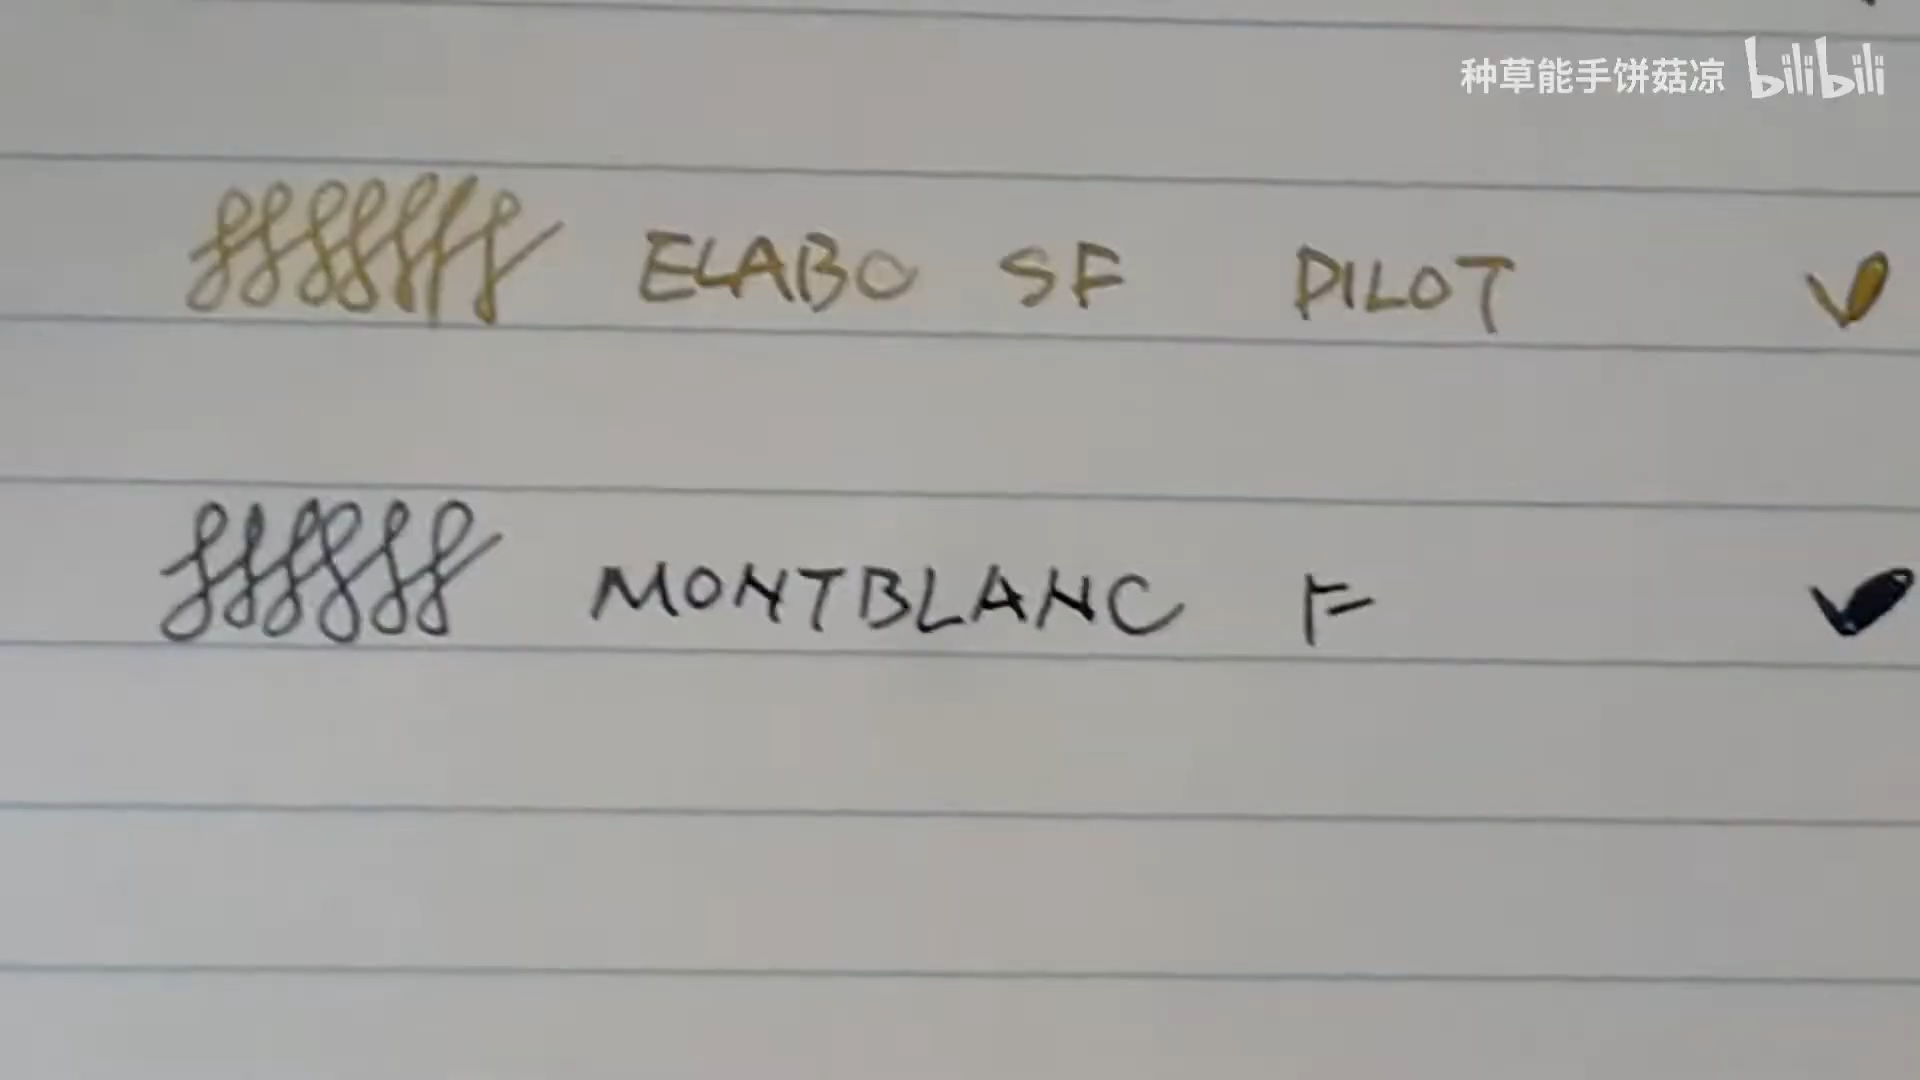 种草能手饼菇凉 bilibili
ELABO SF PILOT
MONTBLANC F